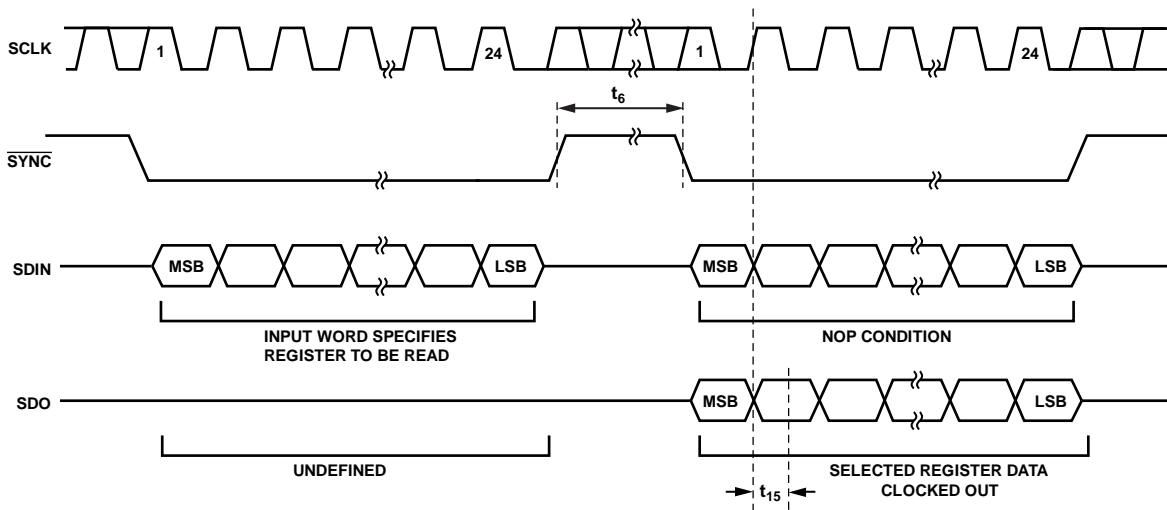 SCLK
1
24
1
24
t6
SYNC
SDIN
MSB
LSB
MSB
LSB
INPUT WORD SPECIFIES
REGISTER TO BE READ
NOP CONDITION
SDO
MSB
LSB
UNDEFINED
SELECTED REGISTER DATA
CLOCKED OUT
t15